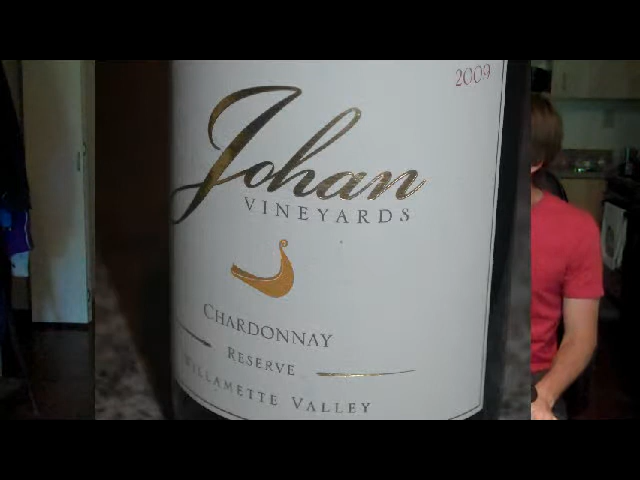 2009
Johan
VINEYARDS
CHARDONNAY
RESERVE
WILLAMETTE VALLEY